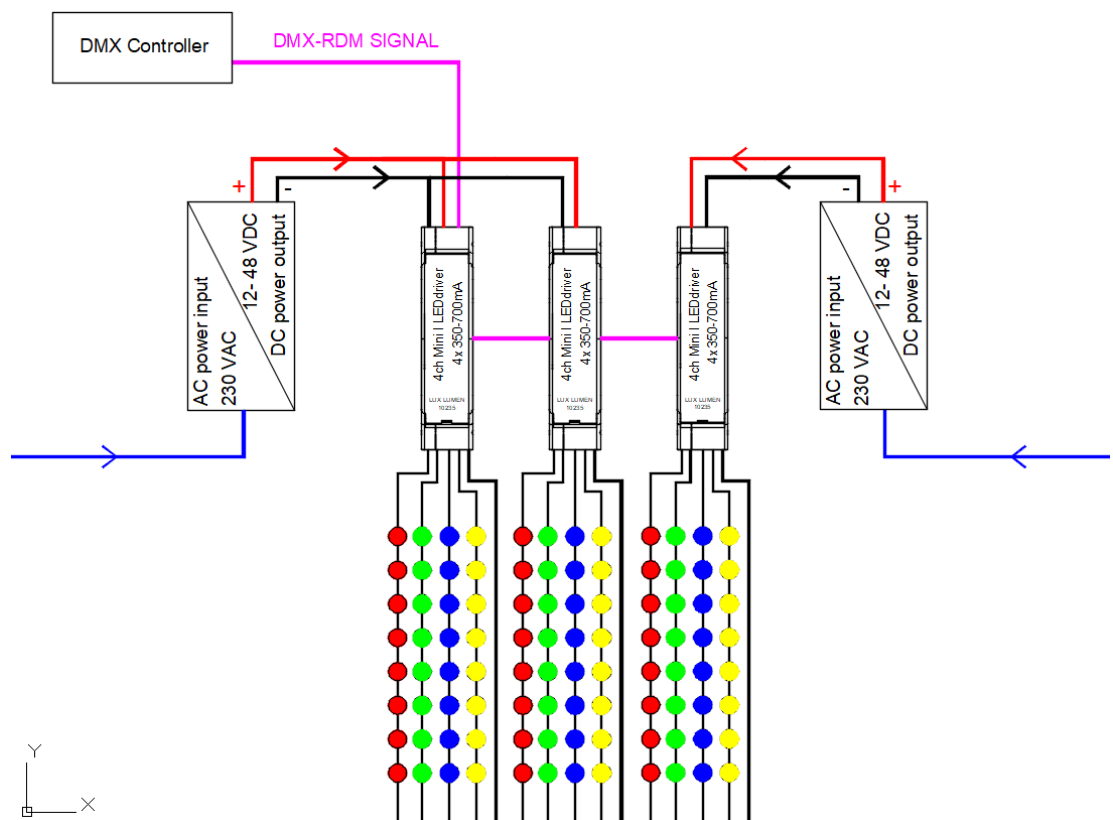 DMX Controller
DMX-RDM SIGNAL
+
-
AC power input
230 VAC
12- 48 VDC
DC power output
4ch Mini I LEDdriver
4x 350-700mA
LUX LUMEN
10235
4ch Mini I LEDdriver
4x 350-700mA
LUX LUMEN
10235
4ch Mini I LEDdriver
4x 350-700mA
LUX LUMEN
10235
-
+
AC power input
230 VAC
12- 48 VDC
DC power output
Y
X